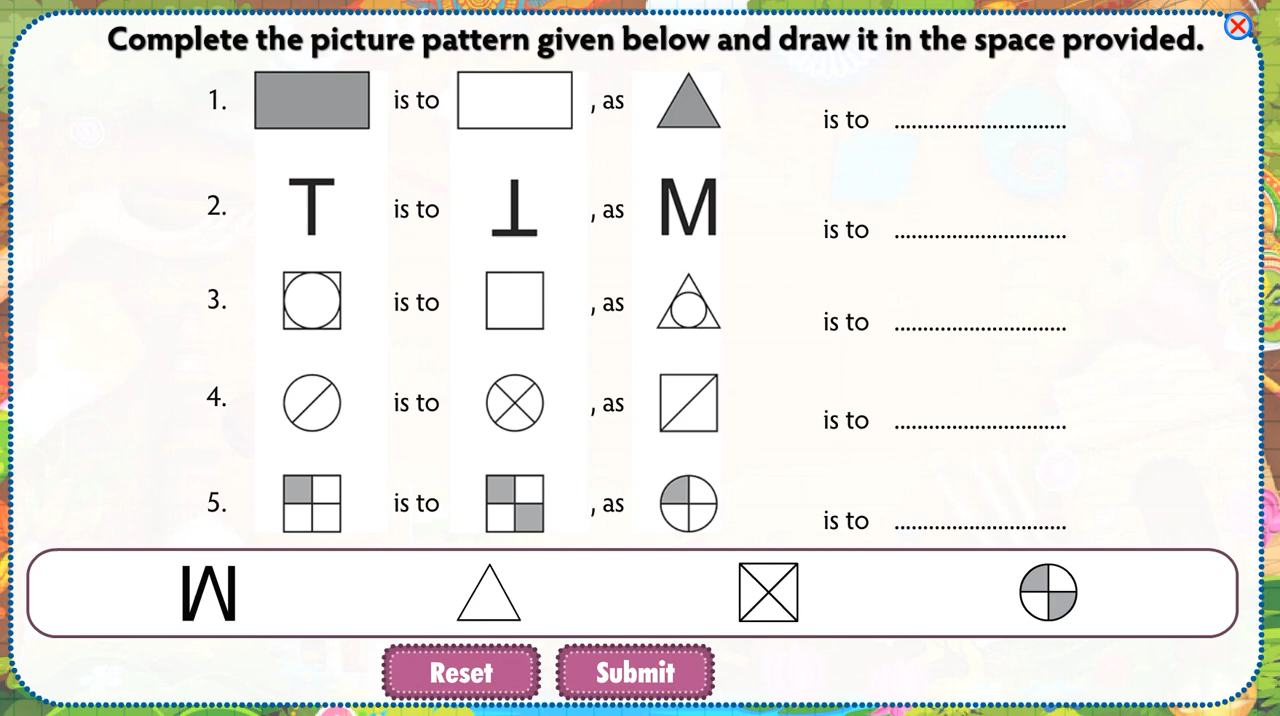 Complete the picture pattern given below and draw it in the space provided.
1. is to , as is to ..............................
2. T is to ⊥ , as M is to ..............................
3. is to , as is to ..............................
4. is to , as is to ..............................
5. is to , as is to ..............................
Reset Submit